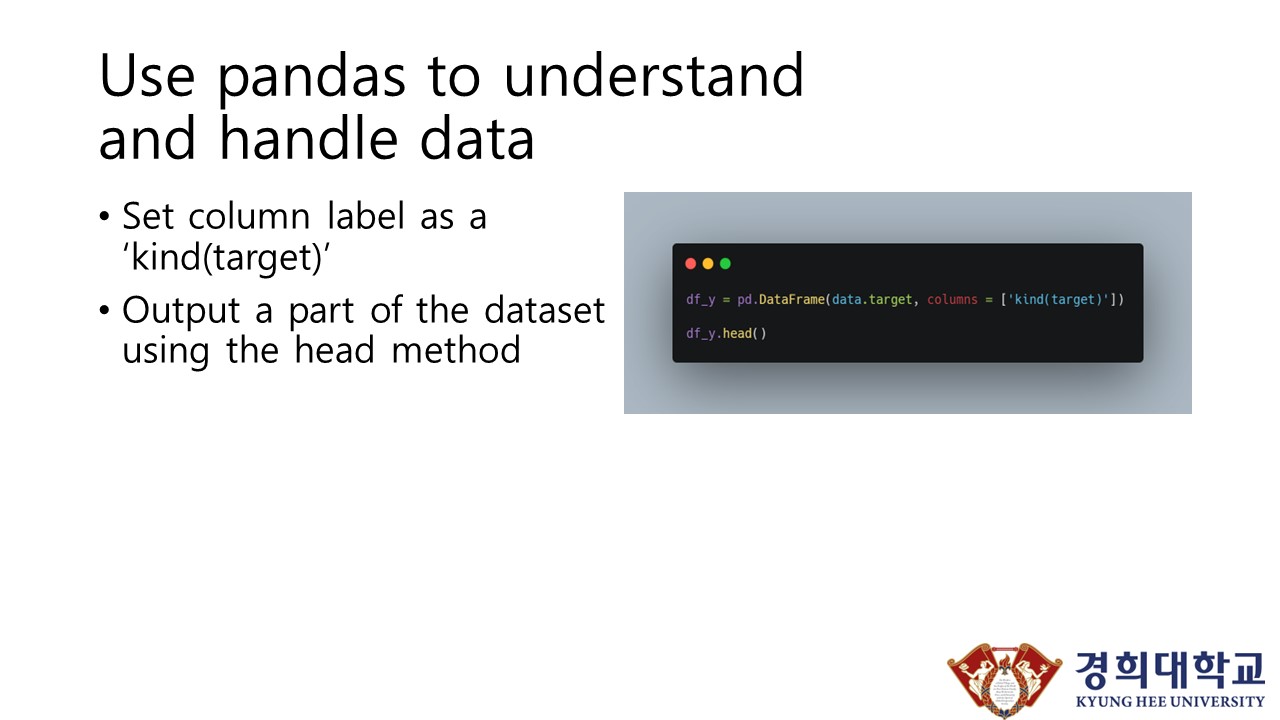 Use pandas to understand
and handle data
• Set column label as a
‘kind(target)’
• Output a part of the dataset
using the head method
df_y = pd.DataFrame(data.target, columns = ['kind(target)'])
df_y.head()
경희대학교
KYUNG HEE UNIVERSITY